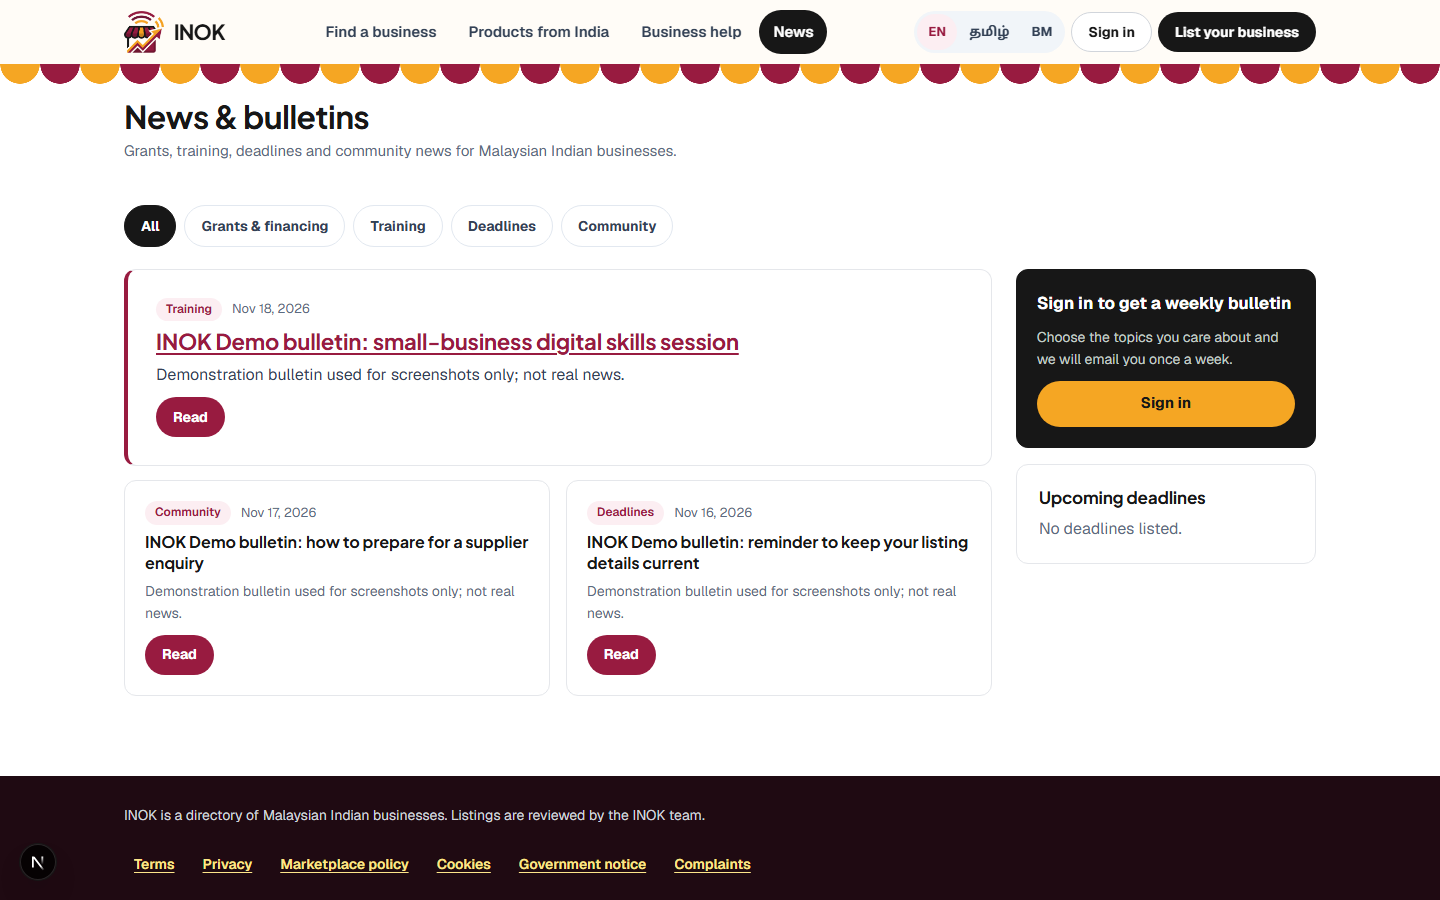 INOK
Find a business
Products from India
Business help
News
EN
தமிழ்
BM
Sign in
List your business
News & bulletins
Grants, training, deadlines and community news for Malaysian Indian businesses.
All
Grants & financing
Training
Deadlines
Community
Training
Nov 18, 2026
INOK Demo bulletin: small-business digital skills session
Demonstration bulletin used for screenshots only; not real news.
Read
Community
Nov 17, 2026
INOK Demo bulletin: how to prepare for a supplier
enquiry
Demonstration bulletin used for screenshots only; not real
news.
Read
Deadlines
Nov 16, 2026
INOK Demo bulletin: reminder to keep your listing
details current
Demonstration bulletin used for screenshots only; not real
news.
Read
Sign in to get a weekly bulletin
Choose the topics you care about and
we will email you once a week.
Sign in
Upcoming deadlines
No deadlines listed.
INOK is a directory of Malaysian Indian businesses. Listings are reviewed by the INOK team.
Terms
Privacy
Marketplace policy
Cookies
Government notice
Complaints
N